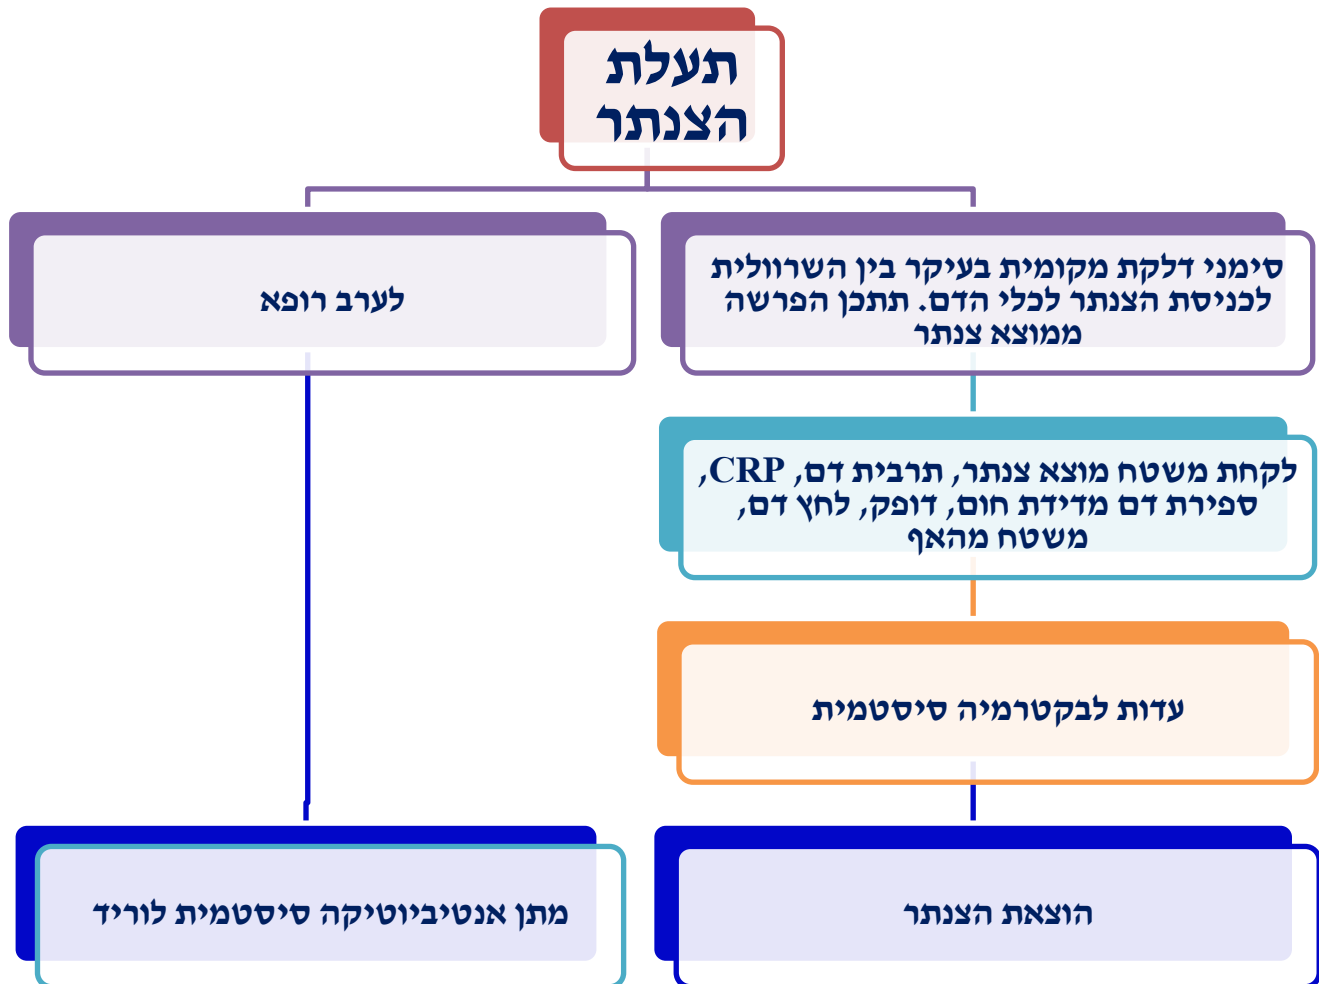 תעלת
הצנתר
סימני דלקת מקומית בעיקר בין השרוולית
לכניסת הצנתר לכלי הדם. תתכן הפרשה
ממוצא צנתר
לערב רופא
לקחת משטח מוצא צנתר, תרבית דם, CRP,
ספירת דם מדידת חום, דופק, לחץ דם,
משטח מהאף
עדות לבקטרמיה סיסטמית
הוצאת הצנתר
מתן אנטיביוטיקה סיסטמית לוריד